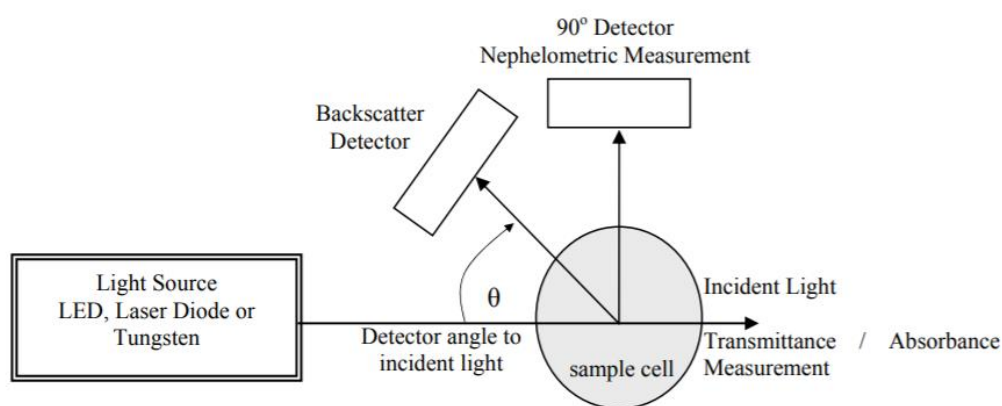 90° Detector
Nephelometric Measurement
Backscatter
Detector
Light Source
LED, Laser Diode or
Tungsten
θ
Detector angle to
incident light
Incident Light
Transmittance / Absorbance
Measurement
sample cell